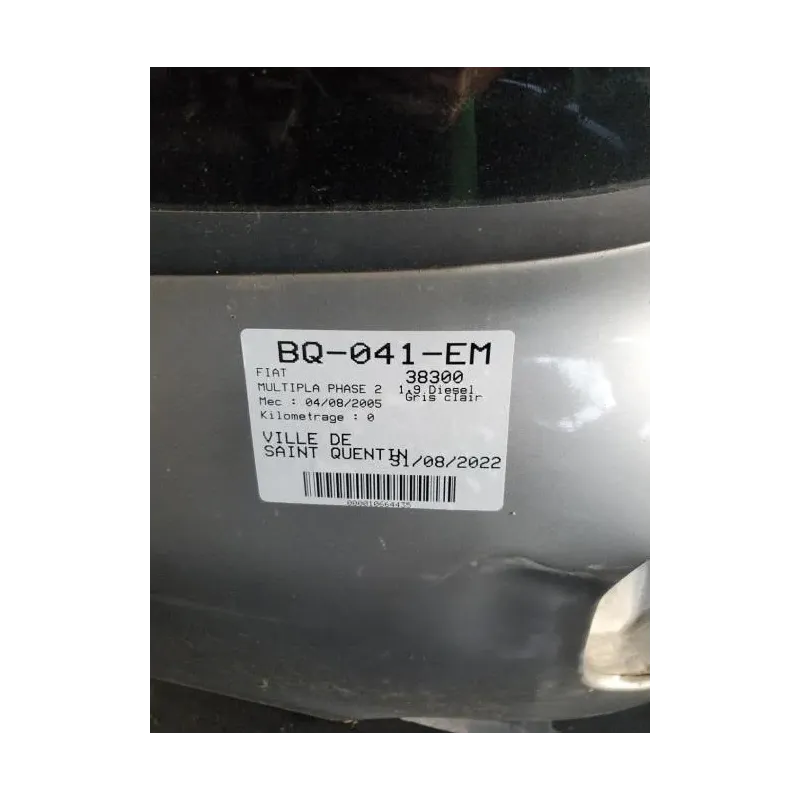 BQ-041-EM
FIAT 38300
MULTIPLA PHASE 2 1.9 Diesel
Mec : 04/08/2005 Gris clair
Kilometrage : 0
VILLE DE
SAINT QUENTIN 31/08/2022